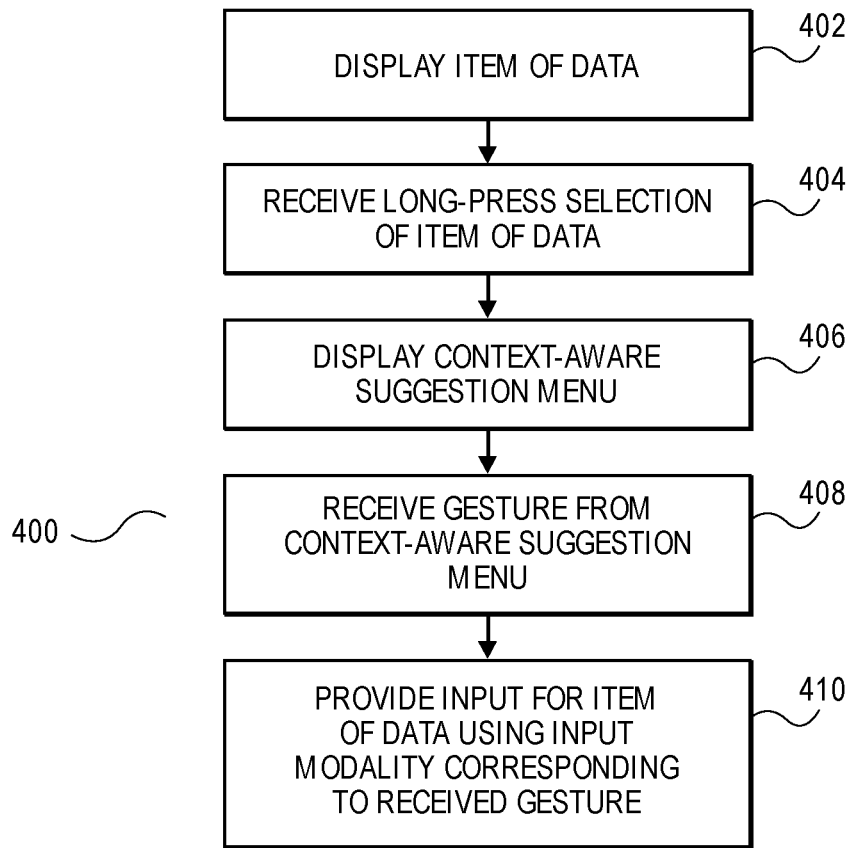 402
DISPLAY ITEM OF DATA
404
RECEIVE LONG-PRESS SELECTION
OF ITEM OF DATA
406
DISPLAY CONTEXT-AWARE
SUGGESTION MENU
408
RECEIVE GESTURE FROM
CONTEXT-AWARE SUGGESTION
MENU
400
410
PROVIDE INPUT FOR ITEM
OF DATA USING INPUT
MODALITY CORRESPONDING
TO RECEIVED GESTURE